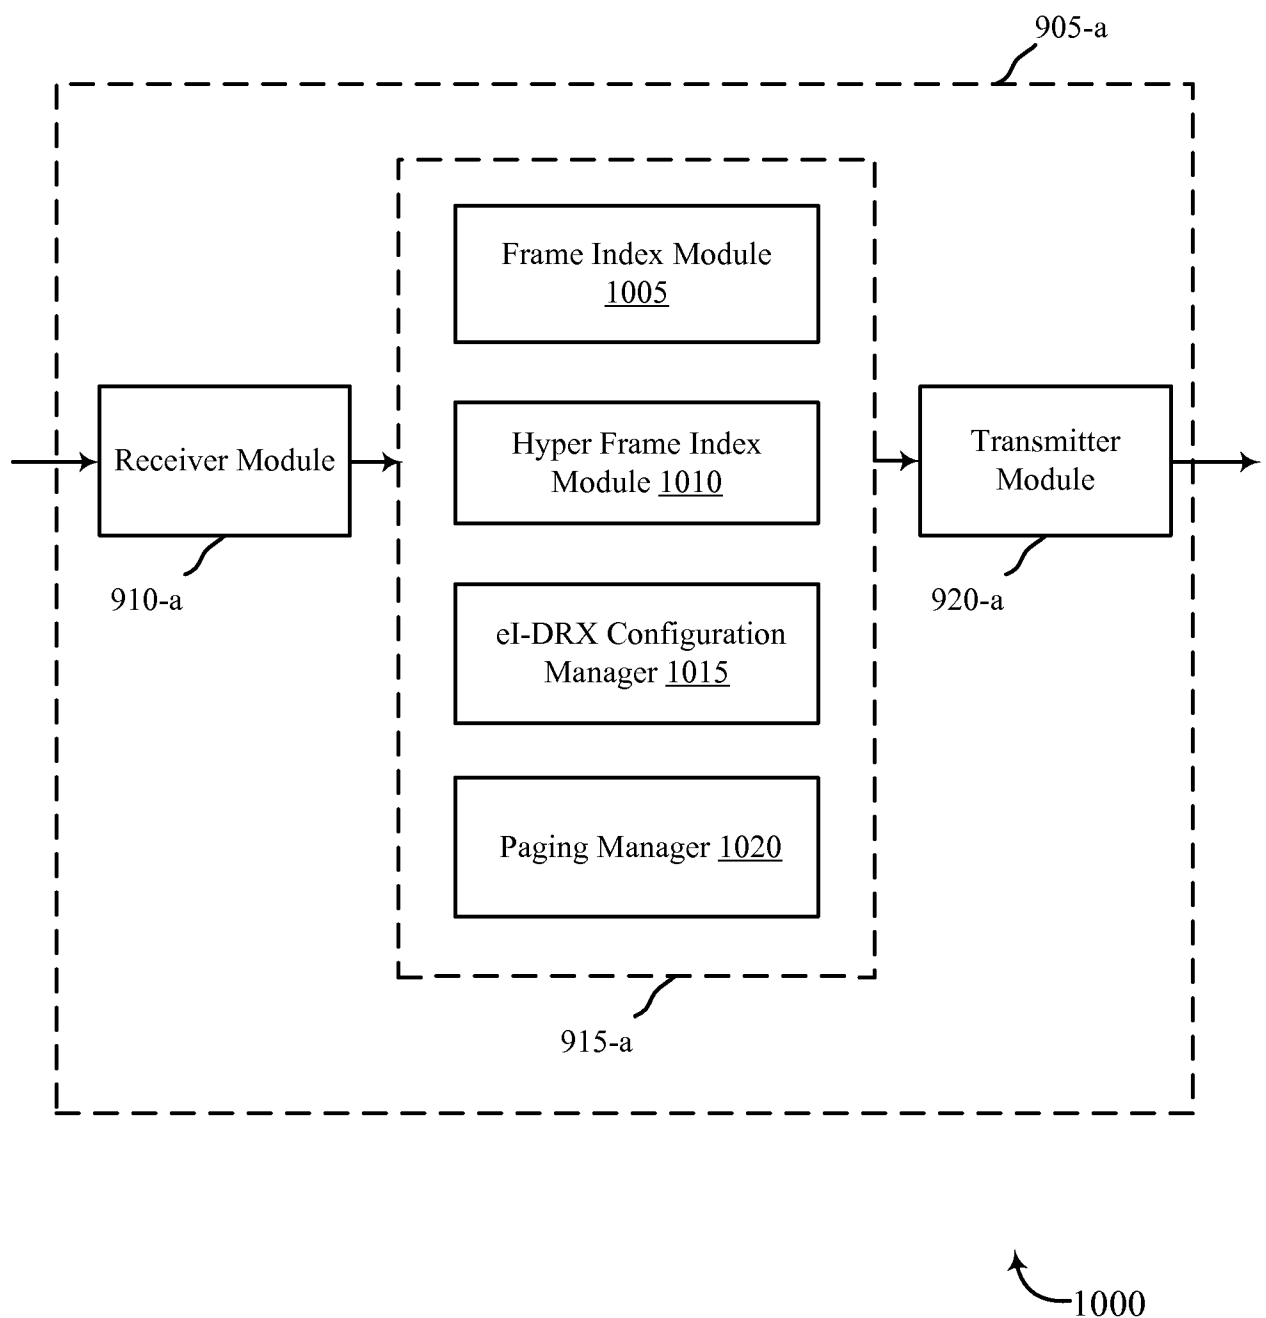 905-a
Frame Index Module
1005
Hyper Frame Index
Module 1010
Receiver Module
Transmitter
Module
910-a
920-a
eI-DRX Configuration
Manager 1015
Paging Manager 1020
915-a
1000